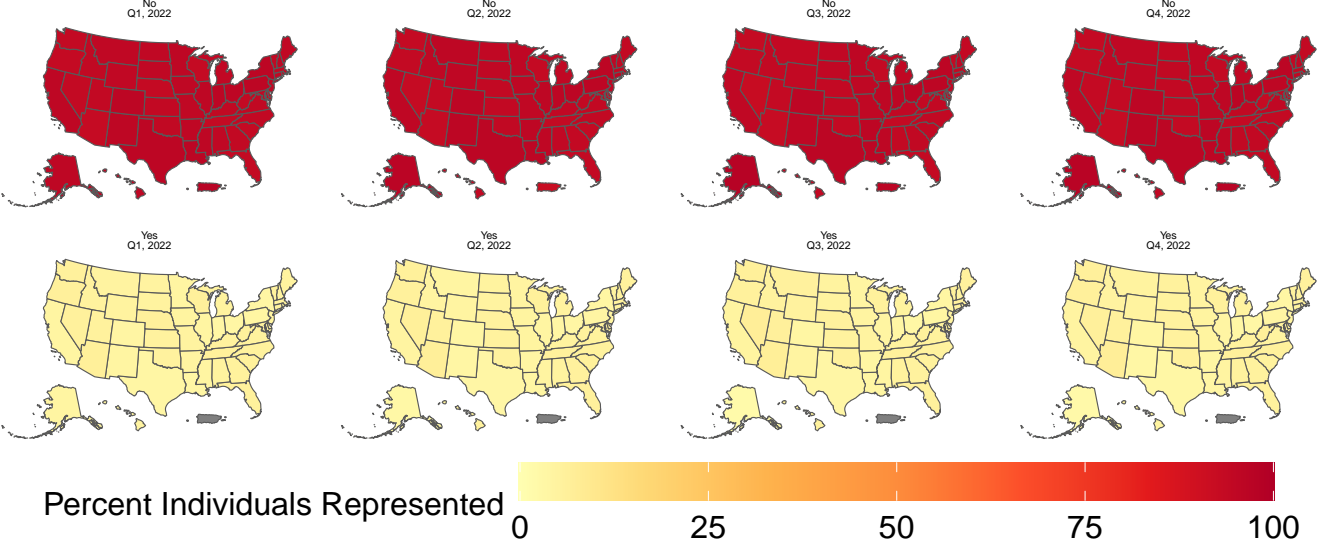 No
Q1, 2022
No
Q2, 2022
No
Q3, 2022
No
Q4, 2022
Yes
Q1, 2022
Yes
Q2, 2022
Yes
Q3, 2022
Yes
Q4, 2022
Percent Individuals Represented
0 25 50 75 100